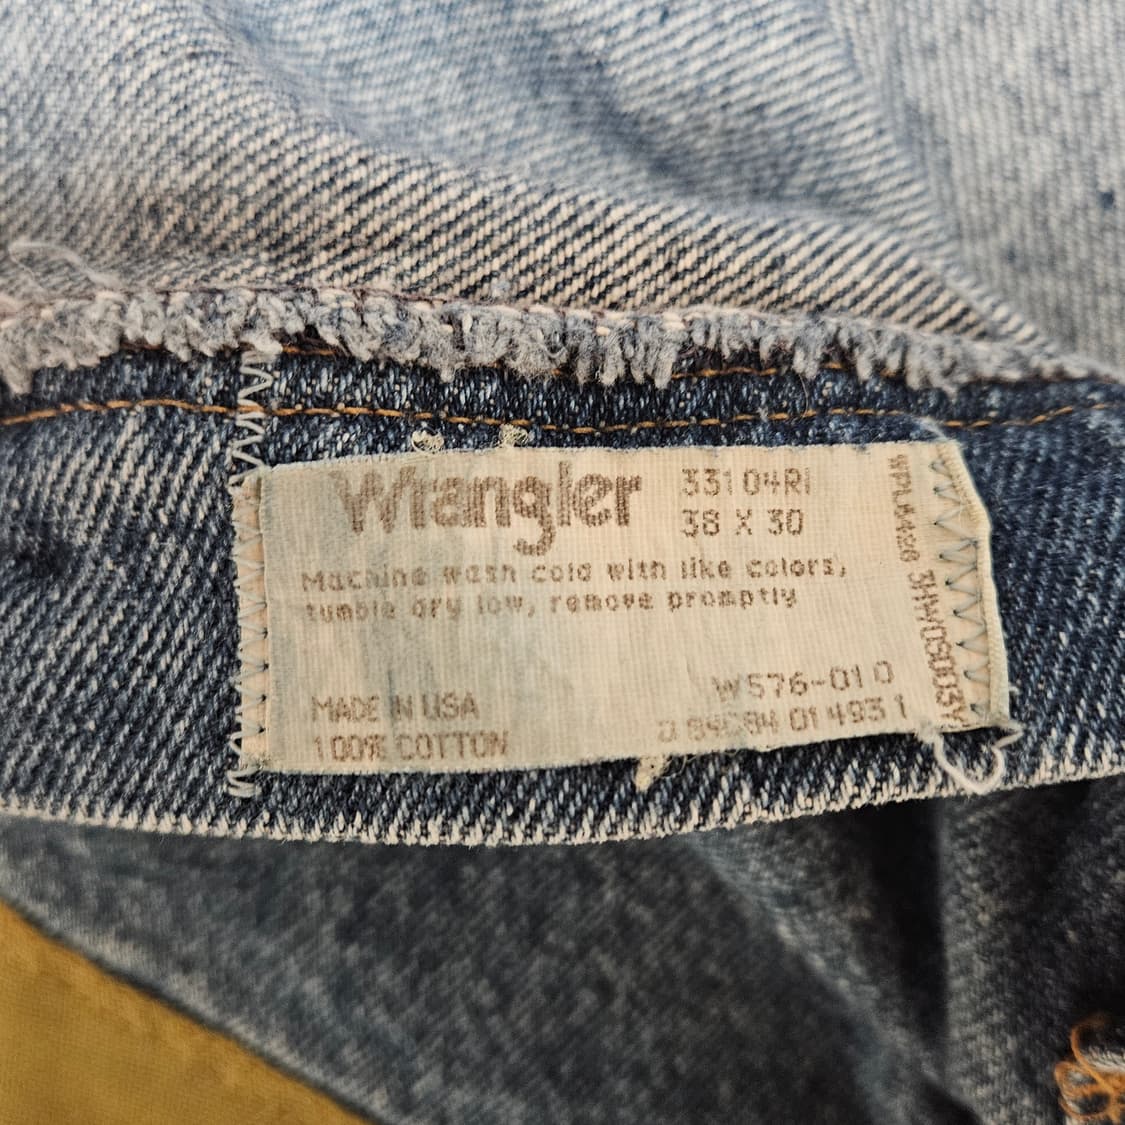 Wrangler
33104RI
38 X 30
Machine wash cold with like colors,
tumble dry low, remove promptly
W576-010
014931
MADE IN USA
100% COTTON